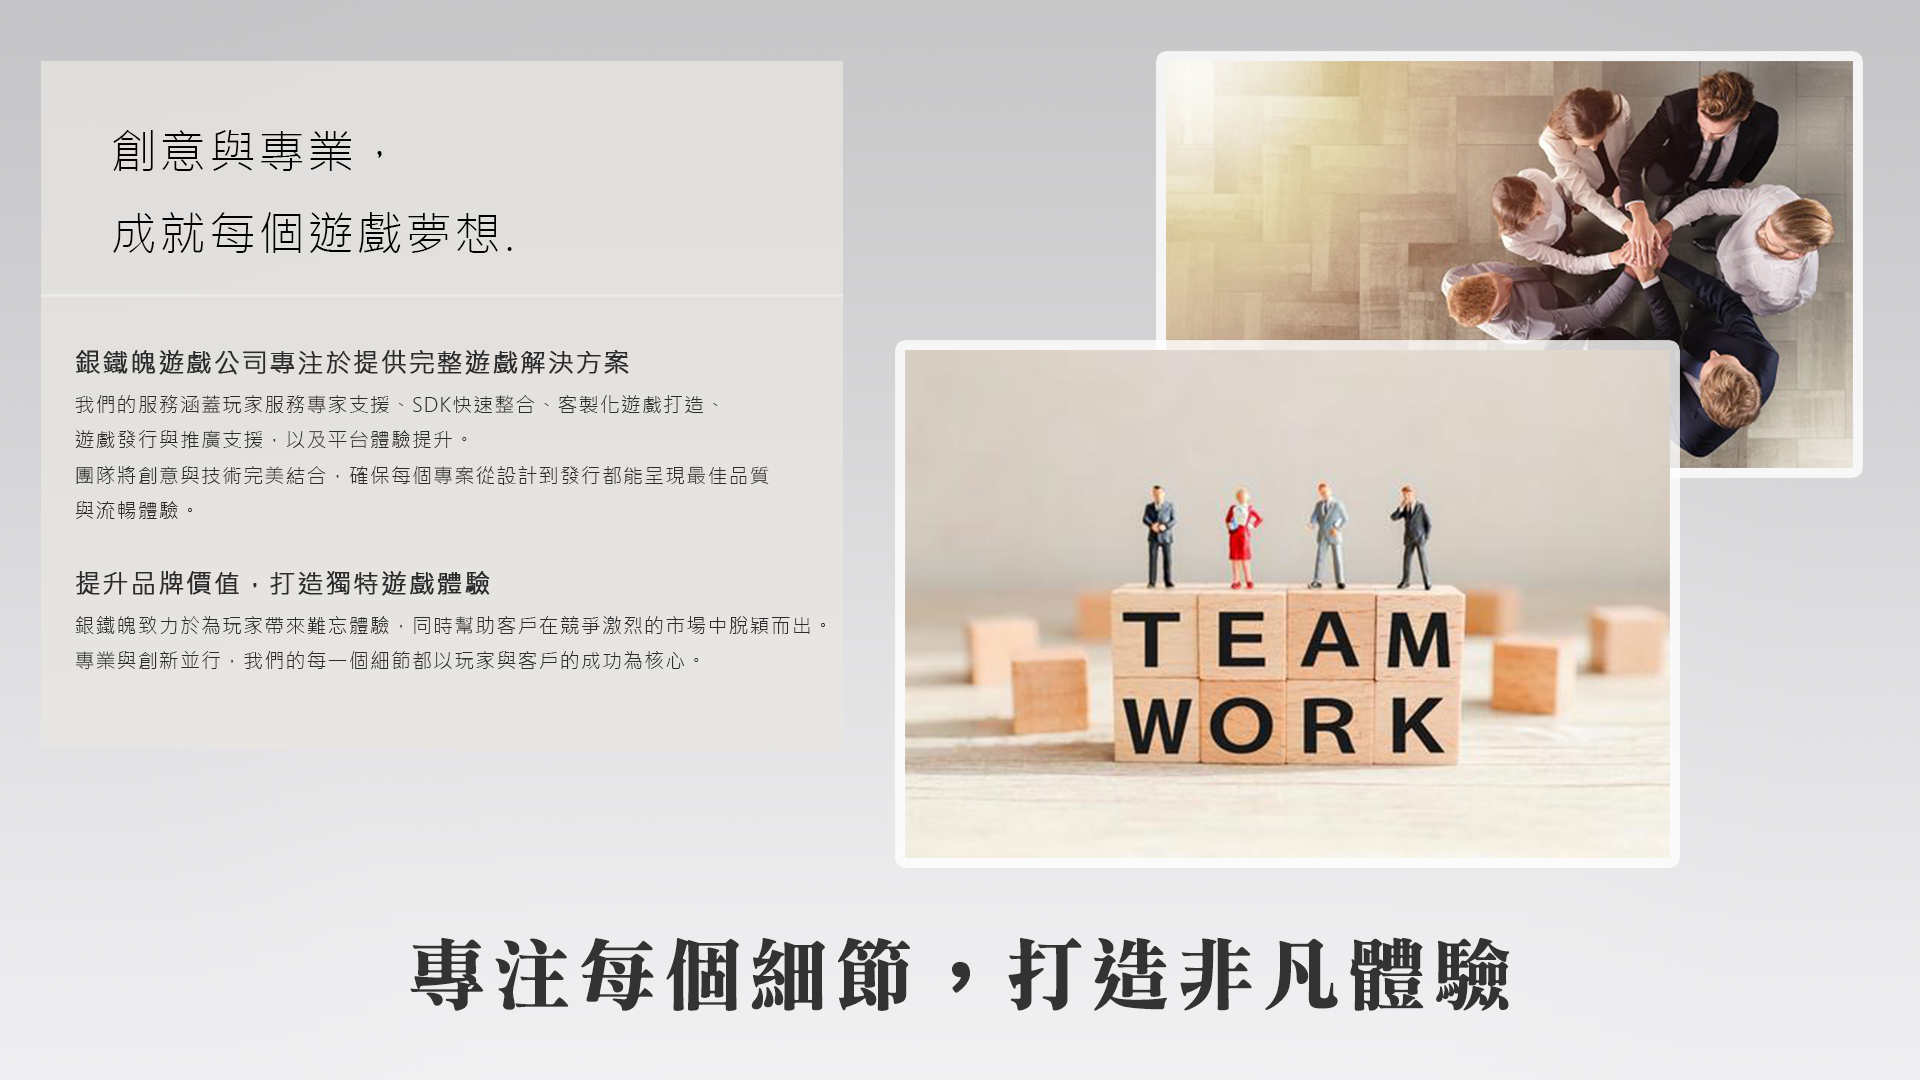 創意與專業，
成就每個遊戲夢想.
銀鐵魄遊戲公司專注於提供完整遊戲解決方案
我們的服務涵蓋玩家服務專家支援、SDK快速整合、客製化遊戲打造、
遊戲發行與推廣支援，以及平台體驗提升。
團隊將創意與技術完美結合，確保每個專案從設計到發行都能呈現最佳品質
與流暢體驗。
提升品牌價值，打造獨特遊戲體驗
銀鐵魄致力於為玩家帶來難忘體驗，同時幫助客戶在競爭激烈的市場中脫穎而出。
專業與創新並行，我們的每一個細節都以玩家與客戶的成功為核心。
TEAM
WORK
專注每個細節，打造非凡體驗